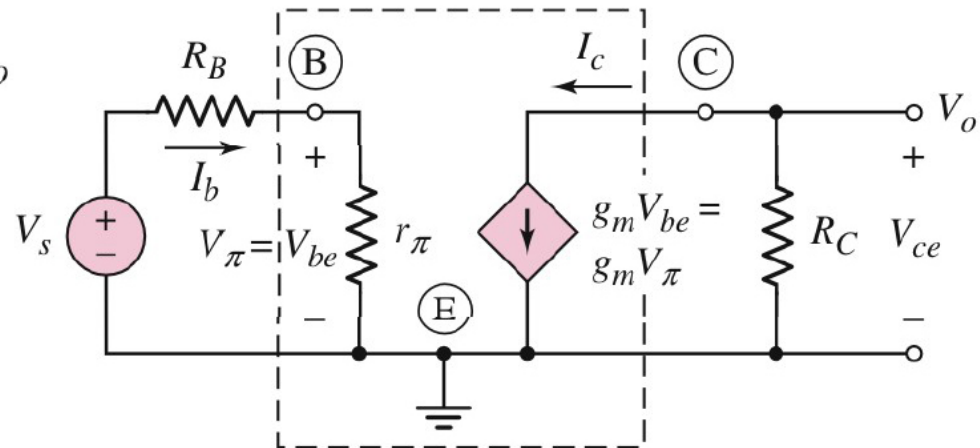 o
R_B
B
I_c
C
V_o
+
I_b
+
+
V_s
−
V_π = V_be
r_π
g_m V_be =
g_m V_π
R_C
V_ce
−
E
−